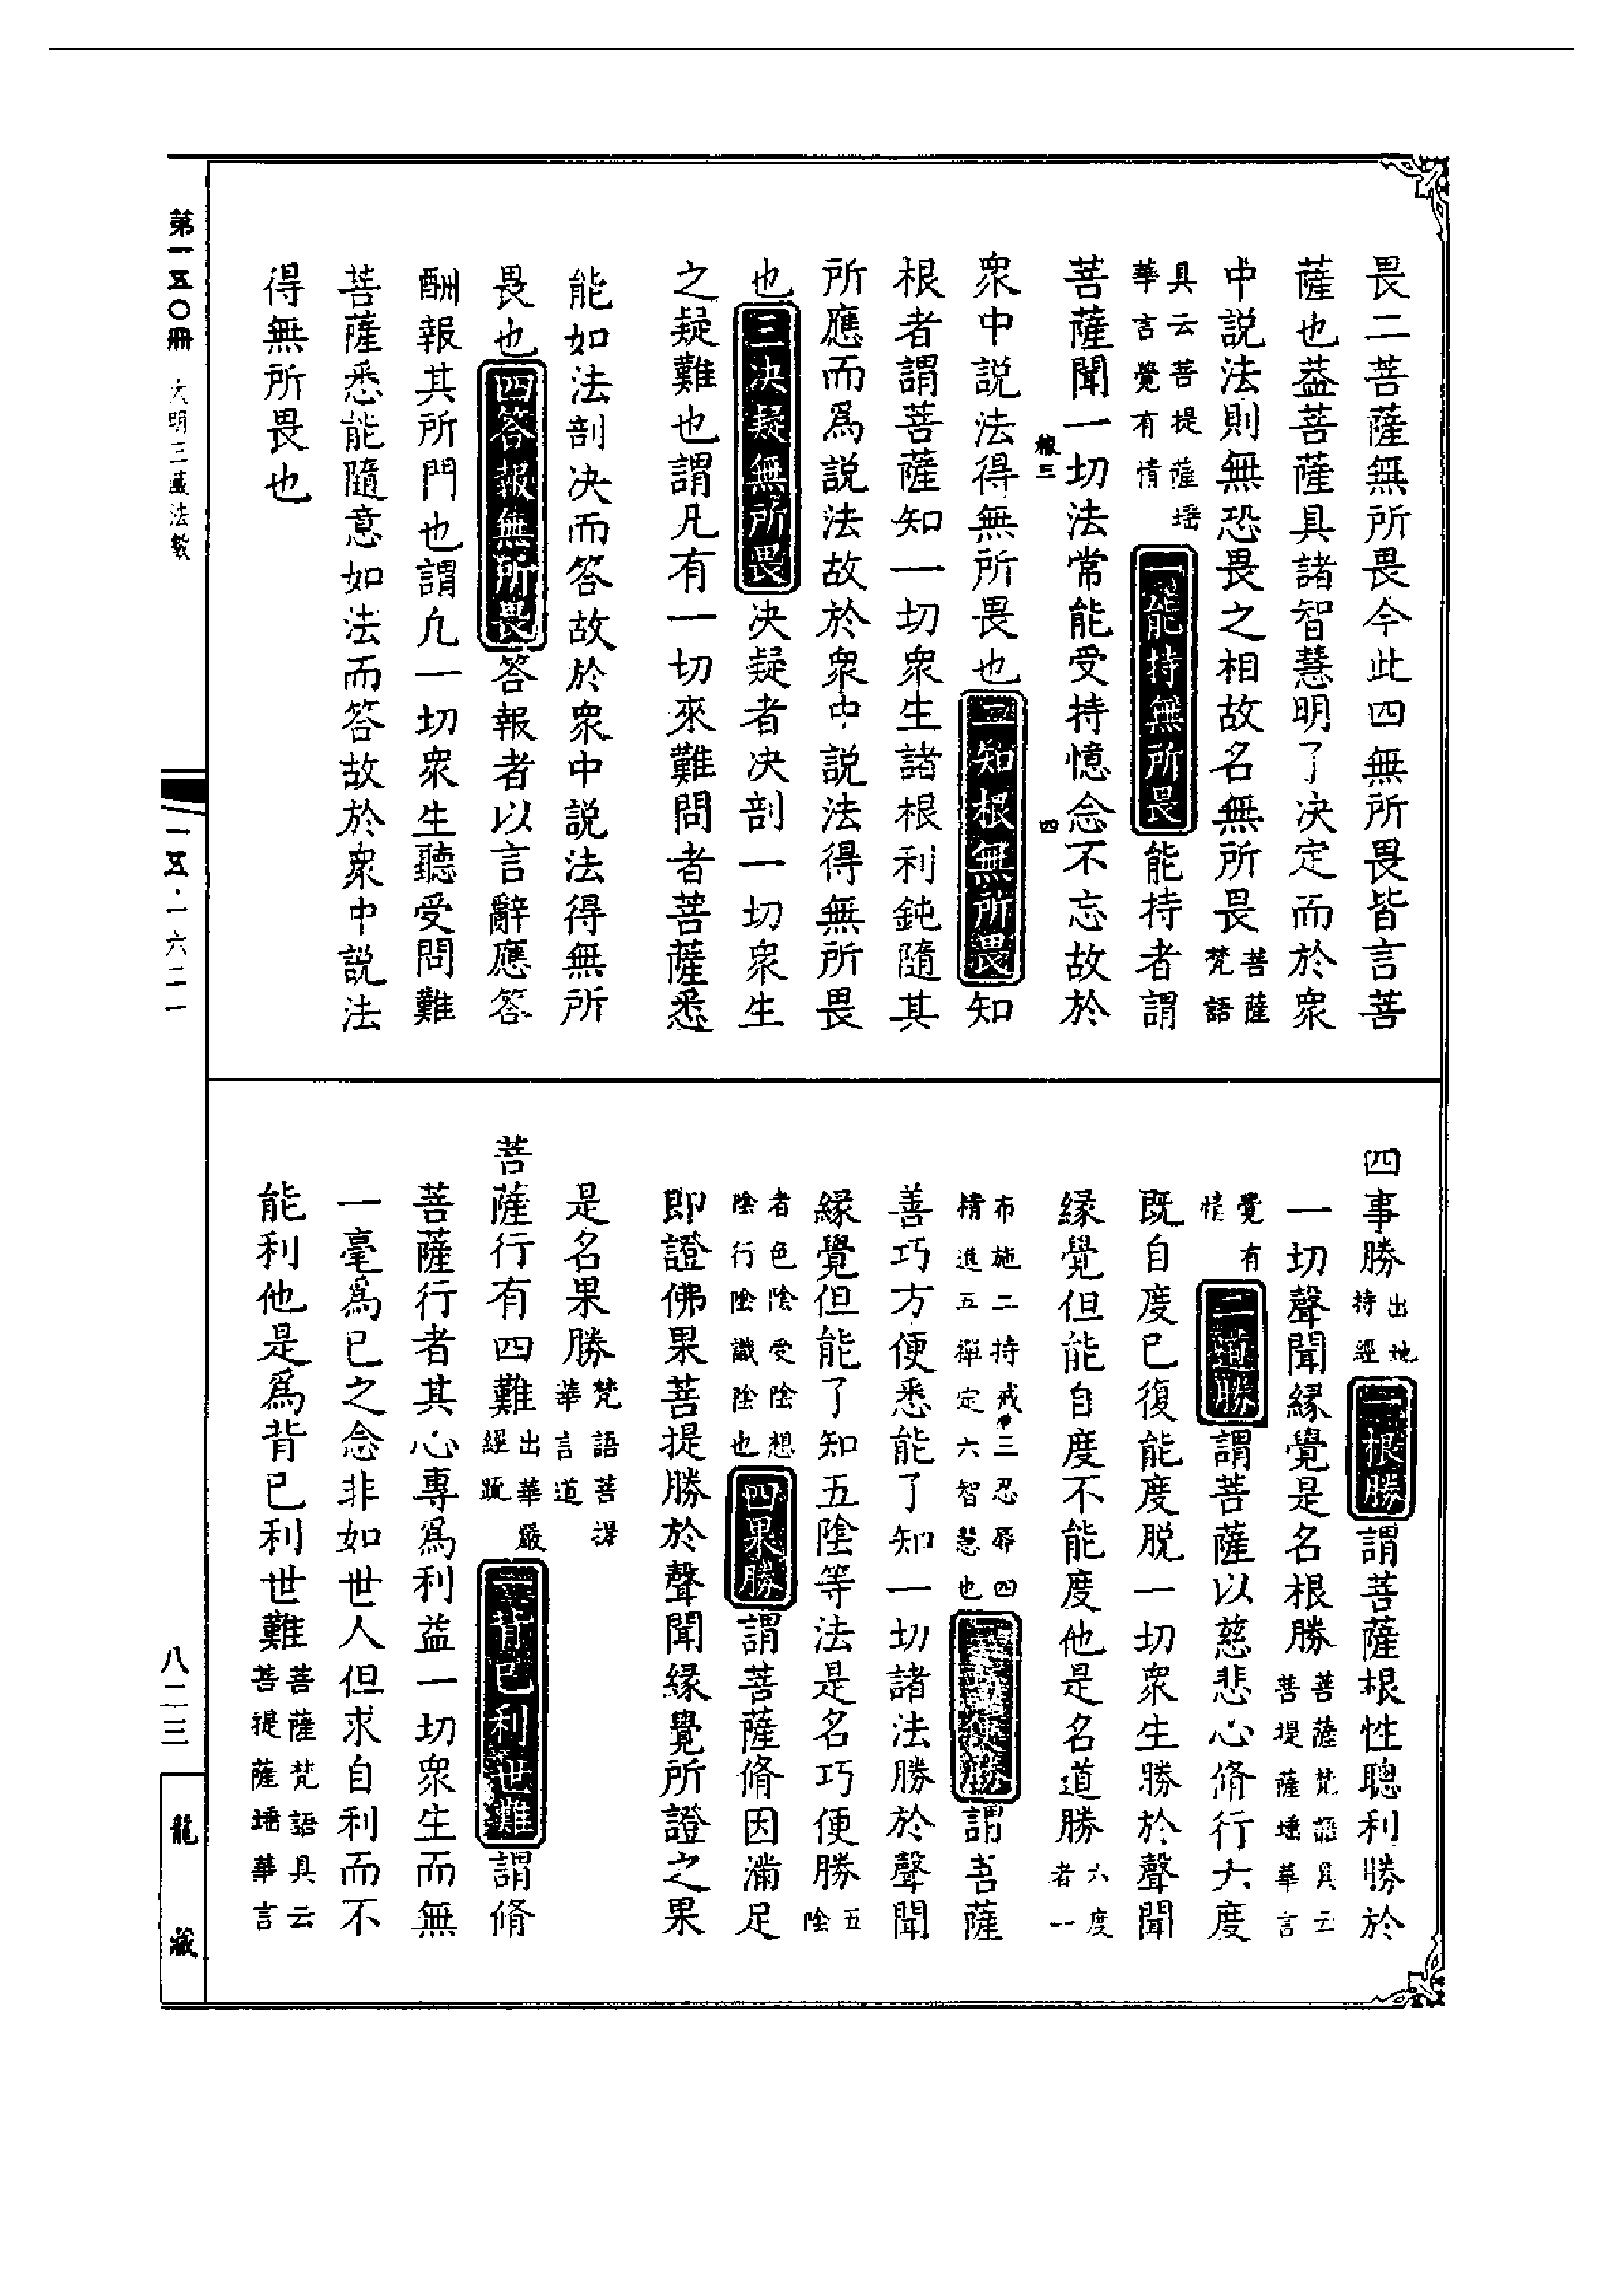 畏二菩薩無所畏今此四無所畏皆言菩
薩也葢菩薩具諸智慧明了决定而於衆
中説法則無恐畏之相故名無所畏菩薩梵語
具云菩提薩埵華言覺有情一能持無所畏能持者謂
菩薩聞一切法常能受持憶念不忘故於
三
四
衆中説法得無所畏也二知根無所畏知
根者謂菩薩知一切衆生諸根利鈍隨其
所應而爲説法故於衆中説法得無所畏
也三决疑無所畏决疑者决剖一切衆生
之疑難也謂凡有一切來難問者菩薩悉
能如法剖决而答故於衆中説法得無所
畏也四答報無所畏答報者以言辭應答
酬報其所門也謂凡一切衆生聽受問難
菩薩悉能隨意如法而答故於衆中説法
得無所畏也
四事勝出地持經一根勝謂菩薩根性聰利勝於
一切聲聞緣覺是名根勝菩薩梵語具云菩提薩埵華言
覺有情二道勝謂菩薩以慈悲心脩行六度
既自度已復能度脱一切衆生勝於聲聞
緣覺但能自度不能度他是名道勝六度者一
布施二持戒三忍辱四精進五禪定六智慧也三巧便勝謂菩薩
善巧方便悉能了知一切諸法勝於聲聞
緣覺但能了知五陰等法是名巧便勝五陰
者色陰受陰想陰行陰識陰也四果勝謂菩薩脩因滿足
即證佛果菩提勝於聲聞緣覺所證之果
是名果勝梵語菩提華言道
菩薩行有四難出華嚴經疏一背已利世難謂脩
菩薩行者其心專爲利益一切衆生而無
一毫爲已之念非如世人但求自利而不
能利他是爲背已利世難菩薩梵語具云菩提薩埵華言
第一五〇冊 大明三藏法數
一五·一六二一
八二三
龍藏